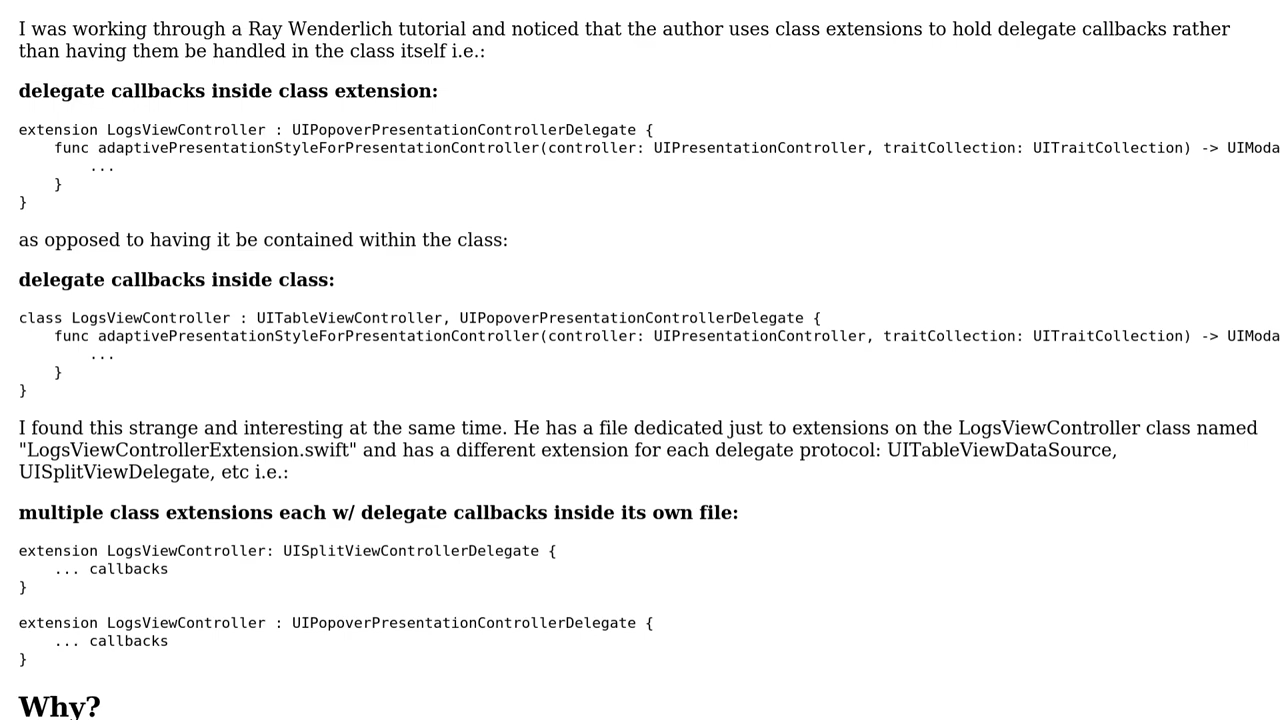 I was working through a Ray Wenderlich tutorial and noticed that the author uses class extensions to hold delegate callbacks rather
than having them be handled in the class itself i.e.:
delegate callbacks inside class extension:
extension LogsViewController : UIPopoverPresentationControllerDelegate {
    func adaptivePresentationStyleForPresentationController(controller: UIPresentationController, traitCollection: UITraitCollection) -> UIModa
        ...
    }
}
as opposed to having it be contained within the class:
delegate callbacks inside class:
class LogsViewController : UITableViewController, UIPopoverPresentationControllerDelegate {
    func adaptivePresentationStyleForPresentationController(controller: UIPresentationController, traitCollection: UITraitCollection) -> UIModa
        ...
    }
}
I found this strange and interesting at the same time. He has a file dedicated just to extensions on the LogsViewController class named
"LogsViewControllerExtension.swift" and has a different extension for each delegate protocol: UITableViewDataSource,
UISplitViewDelegate, etc i.e.:
multiple class extensions each w/ delegate callbacks inside its own file:
extension LogsViewController: UISplitViewControllerDelegate {
    ... callbacks
}
extension LogsViewController : UIPopoverPresentationControllerDelegate {
    ... callbacks
}
Why?